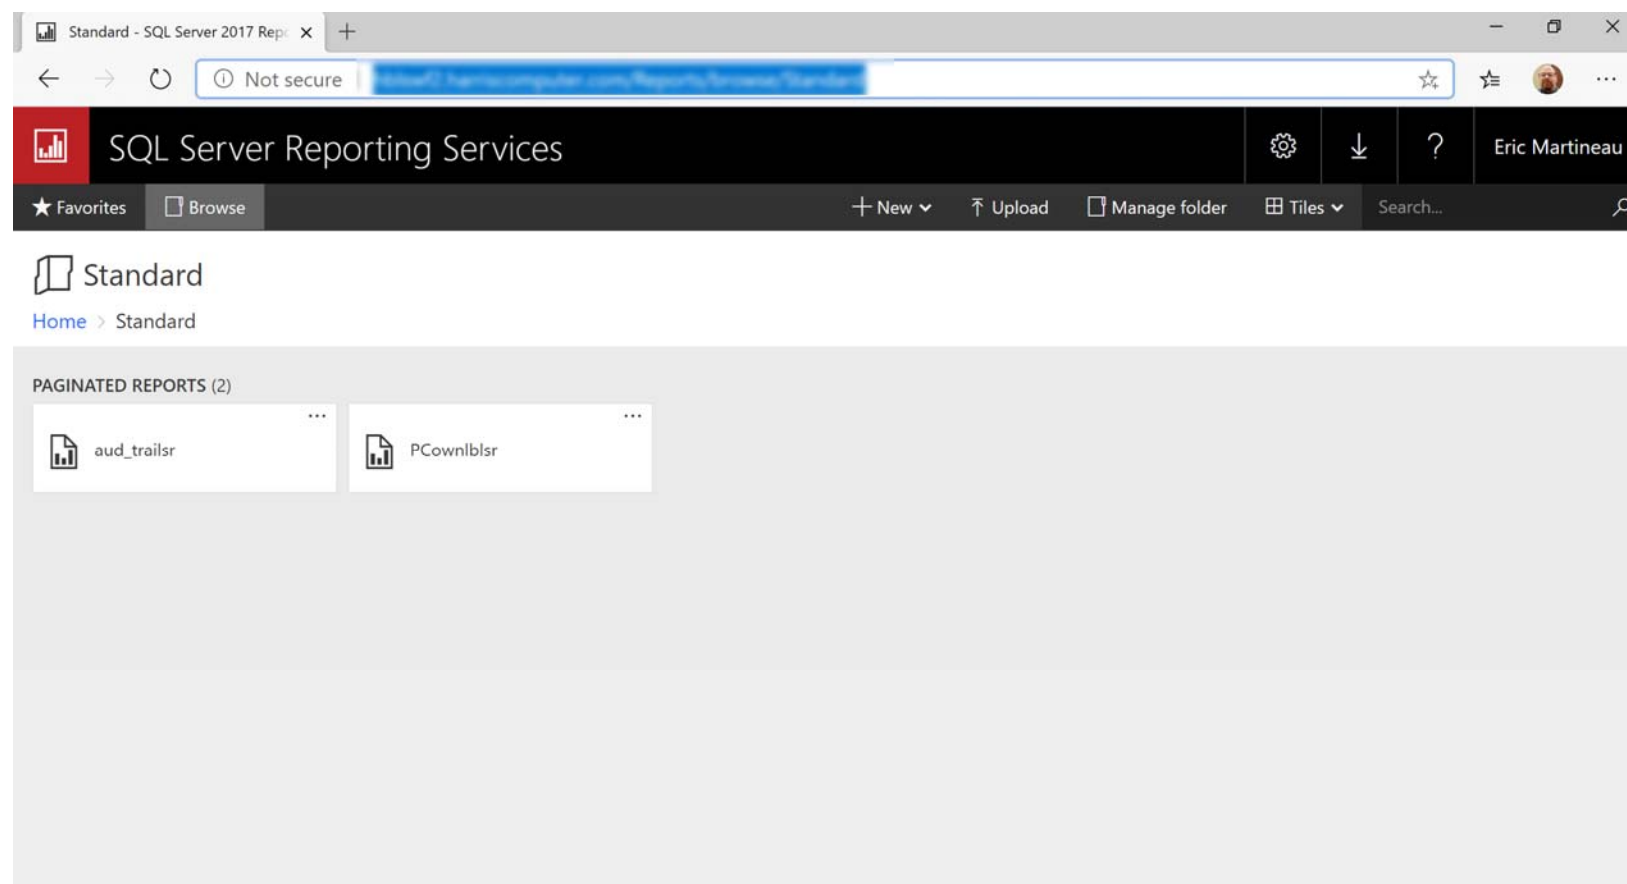 Standard - SQL Server 2017 Rep
Not secure
SQL Server Reporting Services
? Eric Martineau
Favorites Browse New Upload Manage folder Tiles Search...
Standard
Home > Standard
PAGINATED REPORTS (2)
aud_trailsr PCownlblsr